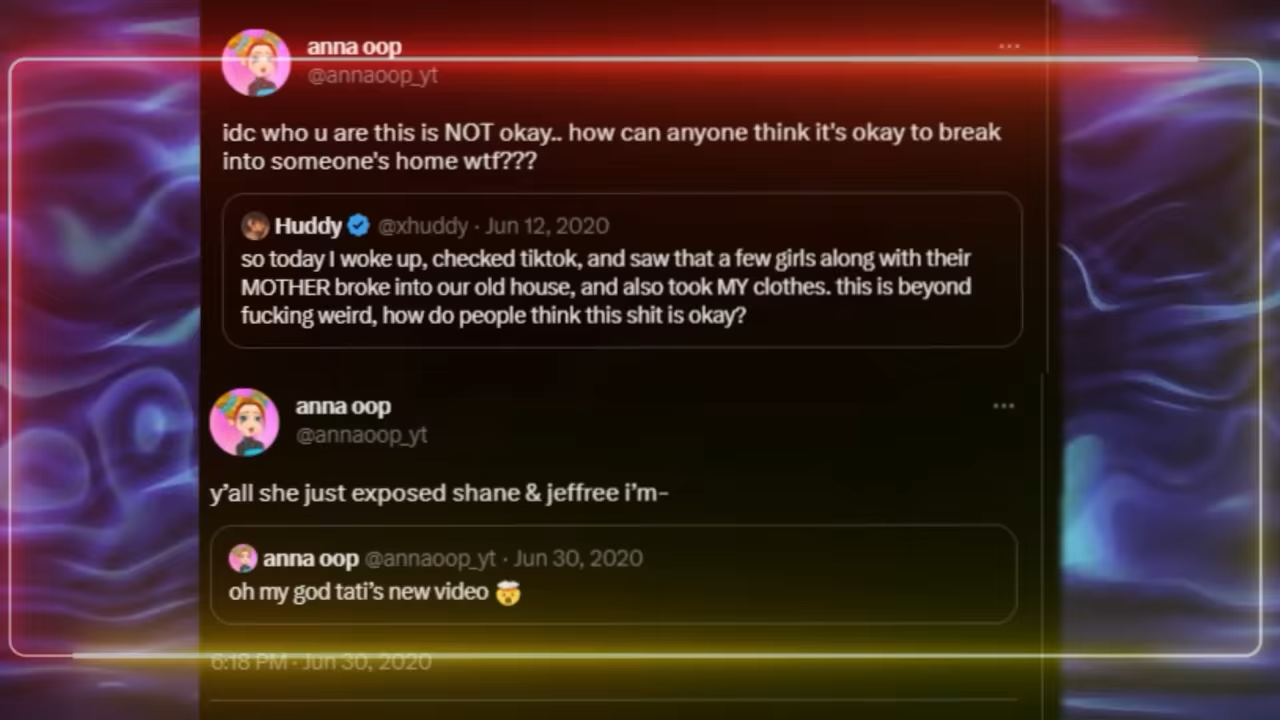 anna oop
@annaoop_yt
idc who u are this is NOT okay.. how can anyone think it's okay to break
into someone's home wtf???
Huddy @xhuddy · Jun 12, 2020
so today I woke up, checked tiktok, and saw that a few girls along with their
MOTHER broke into our old house, and also took MY clothes. this is beyond
fucking weird, how do people think this shit is okay?
anna oop
@annaoop_yt
y'all she just exposed shane & jeffree i'm-
anna oop @annaoop_yt · Jun 30, 2020
oh my god tati's new video 🤯
6:18 PM · Jun 30, 2020